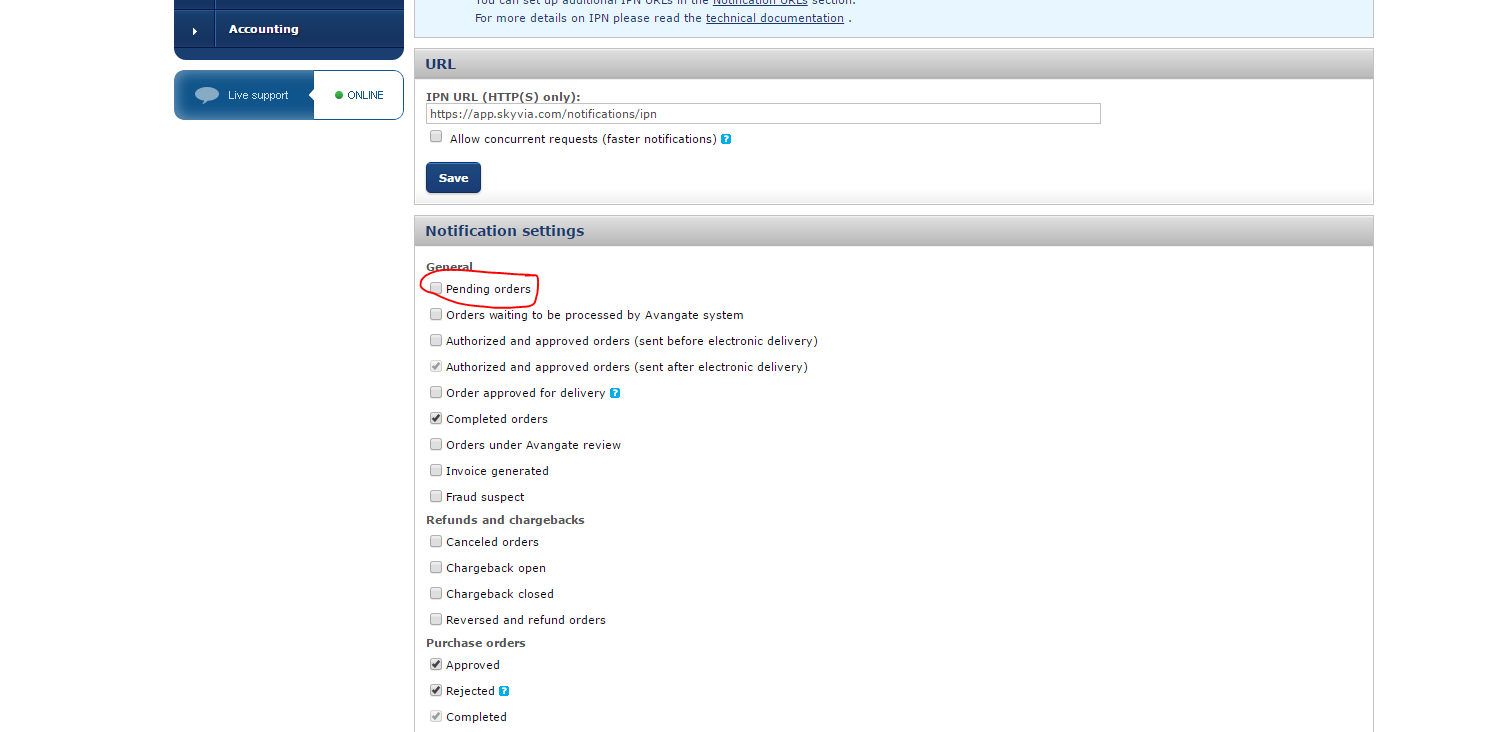 You can set up additional IPN URLs in the Notification URLs section.
For more details on IPN please read the technical documentation .
Accounting
Live support
ONLINE
URL
IPN URL (HTTP(S) only):
https://app.skyvia.com/notifications/ipn
Allow concurrent requests (faster notifications) ?
Save
Notification settings
General
Pending orders
Orders waiting to be processed by Avangate system
Authorized and approved orders (sent before electronic delivery)
Authorized and approved orders (sent after electronic delivery)
Order approved for delivery ?
Completed orders
Orders under Avangate review
Invoice generated
Fraud suspect
Refunds and chargebacks
Canceled orders
Chargeback open
Chargeback closed
Reversed and refund orders
Purchase orders
Approved
Rejected ?
Completed